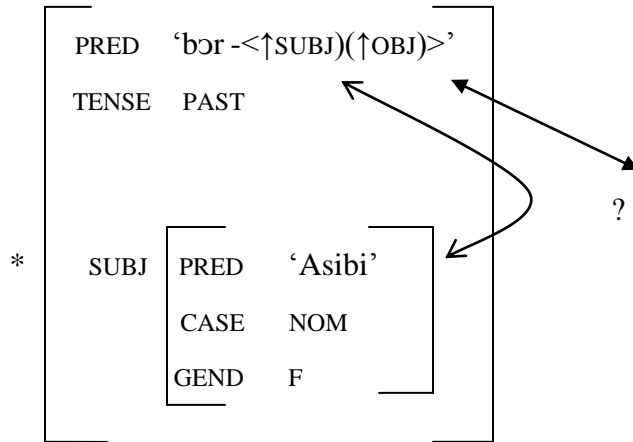 PRED ‘bɔr -<↑SUBJ)(↑OBJ)>’
TENSE PAST
?
* SUBJ PRED ‘Asibi’
CASE NOM
GEND F